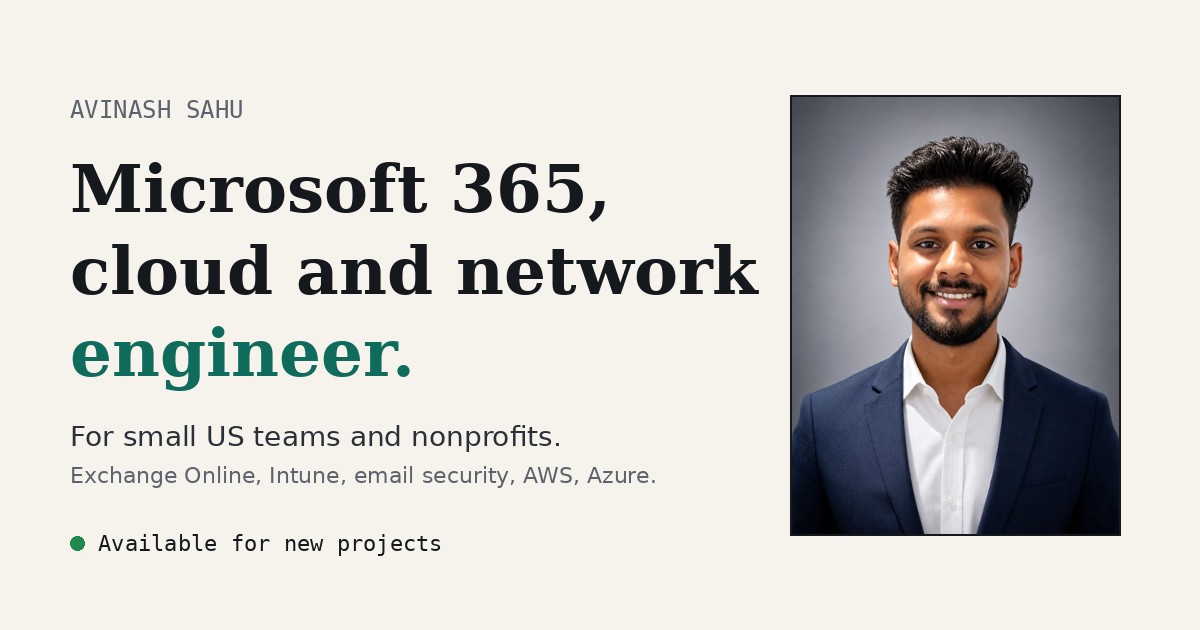 AVINASH SAHU
Microsoft 365,
cloud and network
engineer.
For small US teams and nonprofits.
Exchange Online, Intune, email security, AWS, Azure.
Available for new projects